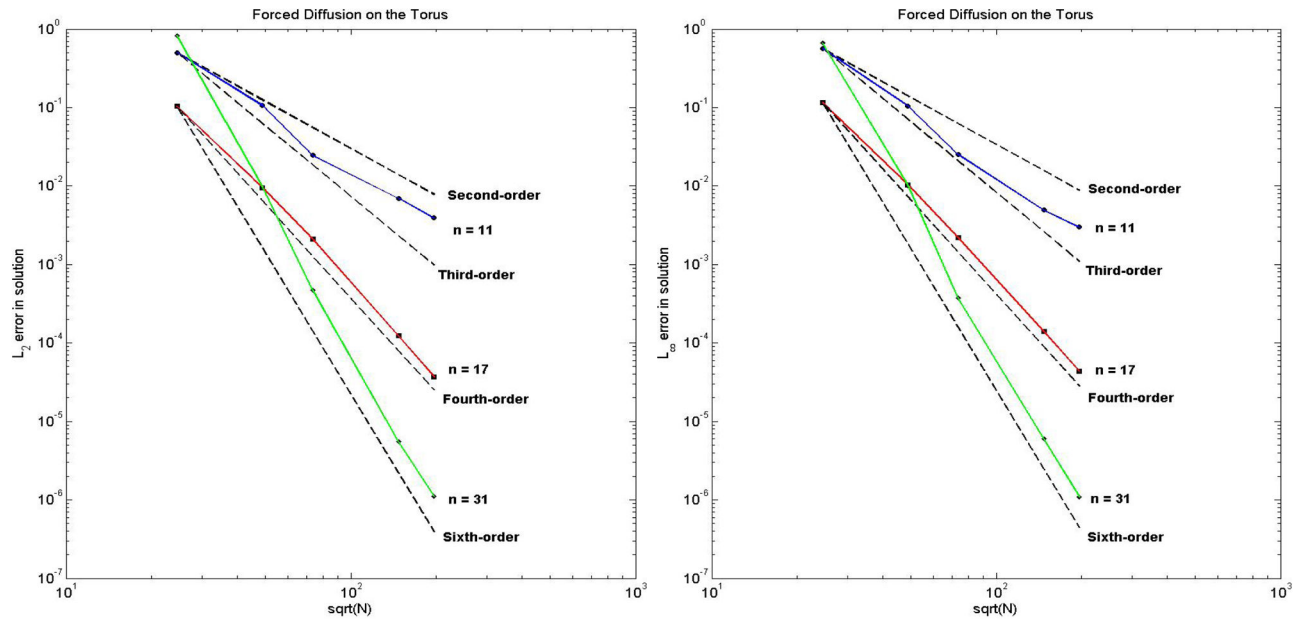 Forced Diffusion on the Torus
10^0
10^-1
10^-2
10^-3
10^-4
10^-5
10^-6
10^-7
L_2 error in solution
Second-order
n = 11
Third-order
n = 17
Fourth-order
n = 31
Sixth-order
10^1
10^2
10^3
sqrt(N)
Forced Diffusion on the Torus
10^0
10^-1
10^-2
10^-3
10^-4
10^-5
10^-6
10^-7
L_∞ error in solution
Second-order
n = 11
Third-order
n = 17
Fourth-order
n = 31
Sixth-order
10^1
10^2
10^3
sqrt(N)